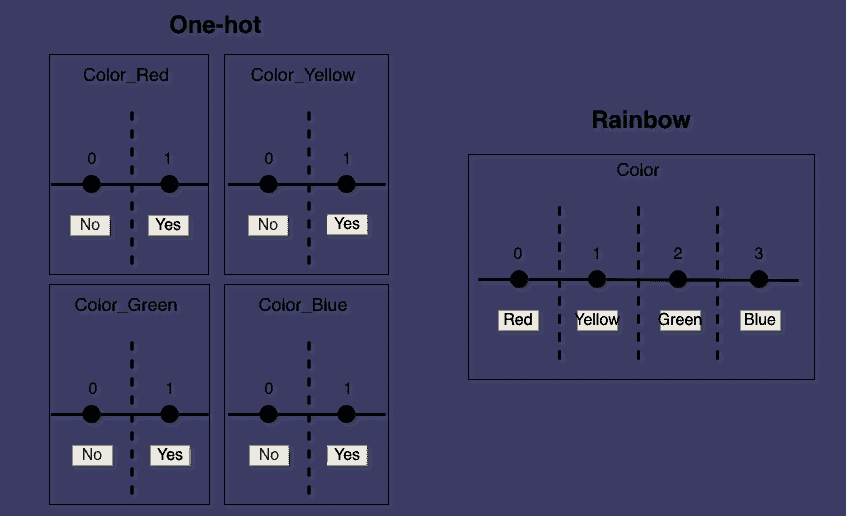 One-hot
Color_Red
0 1
No Yes
Color_Yellow
0 1
No Yes
Color_Green
0 1
No Yes
Color_Blue
0 1
No Yes
Rainbow
Color
0 1 2 3
Red Yellow Green Blue